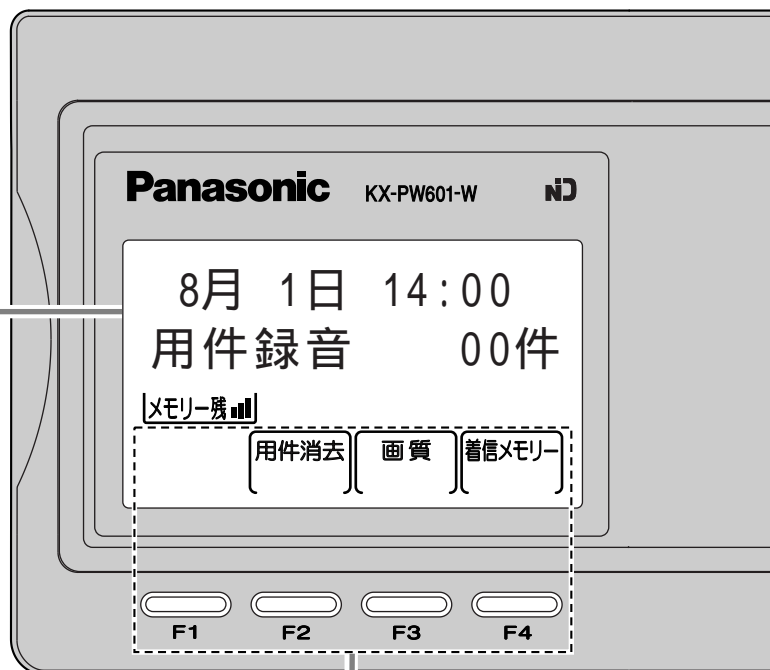 Panasonic KX-PW601-W ND
8月 1日 14:00
用件録音 00件
メモリー残
用件消去 画質 着信メモリー
F1 F2 F3 F4